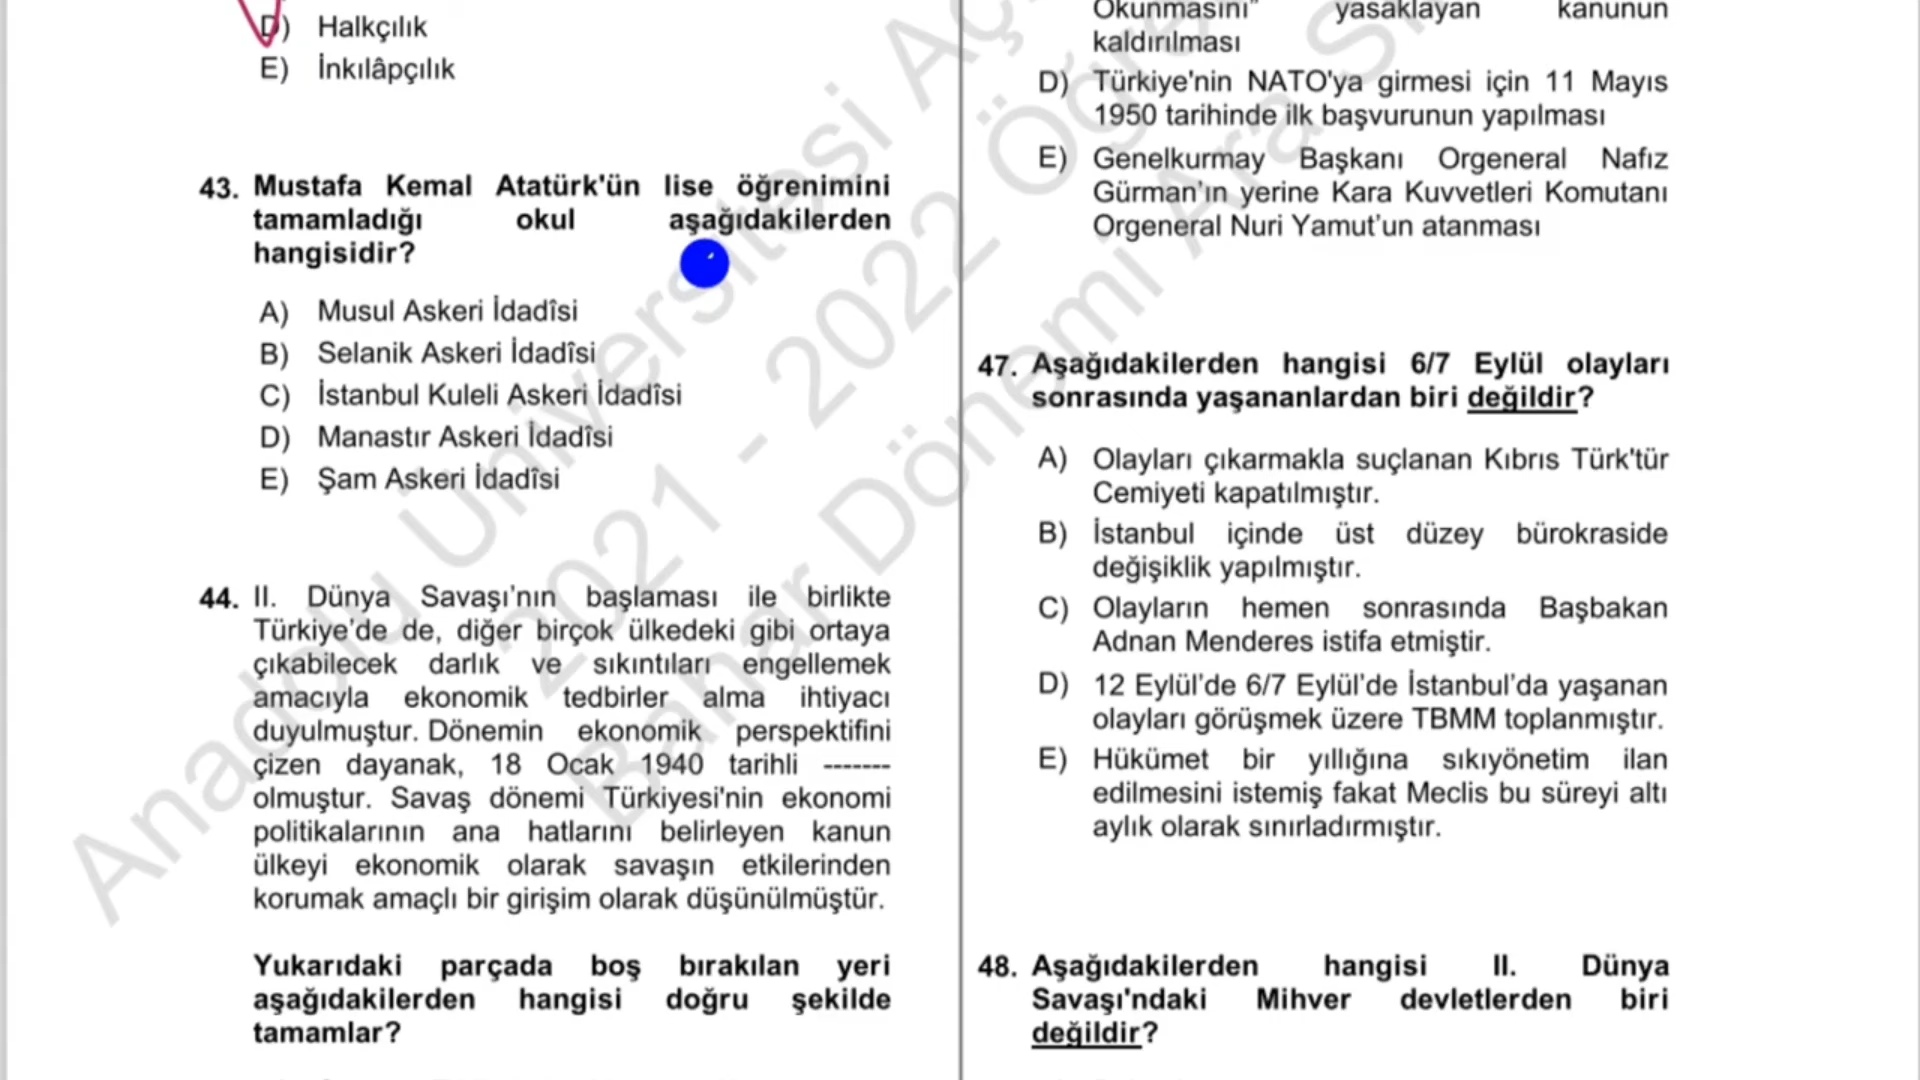 D) Halkçılık
E) İnkılâpçılık
43. Mustafa Kemal Atatürk'ün lise öğrenimini
tamamladığı okul aşağıdakilerden
hangisidir?
A) Musul Askeri İdadîsi
B) Selanik Askeri İdadîsi
C) İstanbul Kuleli Askeri İdadîsi
D) Manastır Askeri İdadîsi
E) Şam Askeri İdadîsi
44. II. Dünya Savaşı’nın başlaması ile birlikte
Türkiye’de de, diğer birçok ülkedeki gibi ortaya
çıkabilecek darlık ve sıkıntıları engellemek
amacıyla ekonomik tedbirler alma ihtiyacı
duyulmuştur. Dönemin ekonomik perspektifini
çizen dayanak, 18 Ocak 1940 tarihli -------
olmuştur. Savaş dönemi Türkiyesi'nin ekonomi
politikalarının ana hatlarını belirleyen kanun
ülkeyi ekonomik olarak savaşın etkilerinden
korumak amaçlı bir girişim olarak düşünülmüştür.
Yukarıdaki parçada boş bırakılan yeri
aşağıdakilerden hangisi doğru şekilde
tamamlar?
Okunmasını” yasaklayan kanunun
kaldırılması
D) Türkiye'nin NATO'ya girmesi için 11 Mayıs
1950 tarihinde ilk başvurunun yapılması
E) Genelkurmay Başkanı Orgeneral Nafız
Gürman’ın yerine Kara Kuvvetleri Komutanı
Orgeneral Nuri Yamut’un atanması
47. Aşağıdakilerden hangisi 6/7 Eylül olayları
sonrasında yaşananlardan biri değildir?
A) Olayları çıkarmakla suçlanan Kıbrıs Türk'tür
Cemiyeti kapatılmıştır.
B) İstanbul içinde üst düzey bürokraside
değişiklik yapılmıştır.
C) Olayların hemen sonrasında Başbakan
Adnan Menderes istifa etmiştir.
D) 12 Eylül’de 6/7 Eylül’de İstanbul’da yaşanan
olayları görüşmek üzere TBMM toplanmıştır.
E) Hükümet bir yıllığına sıkıyönetim ilan
edilmesini istemiş fakat Meclis bu süreyi altı
aylık olarak sınırladırmıştır.
48. Aşağıdakilerden hangisi II. Dünya
Savaşı'ndaki Mihver devletlerden biri
değildir?
Anadolu Üniversitesi
2021 - 2022
Bahar Dönemi Ara